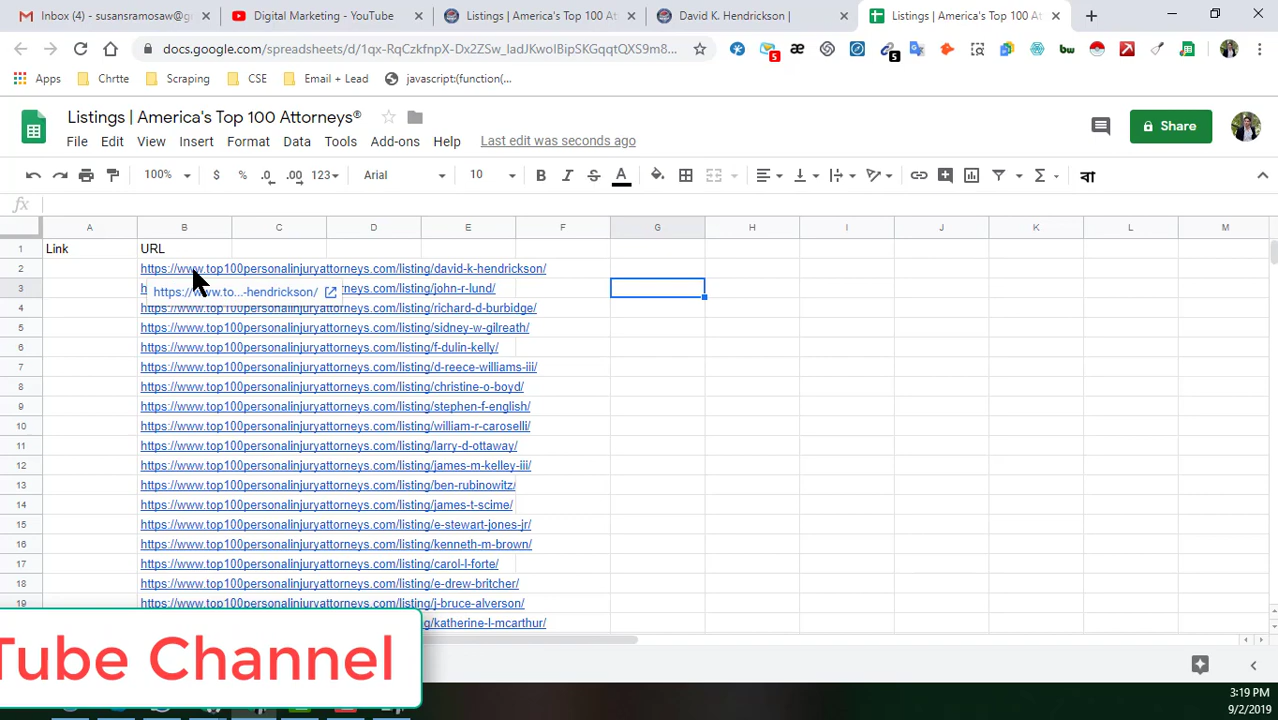 Inbox (4) - susansramosaw@g
Digital Marketing - YouTube
Listings | America's Top 100 Att
David K. Hendrickson |
Listings | America's Top 100 At
docs.google.com/spreadsheets/d/1qx-RqCzkfnpX-Dx2ZSw_ladJKwoIBipSKGqqtQXS9m8...
Apps
Chrtte
Scraping
CSE
Email + Lead
javascript:(function(...
Listings | America's Top 100 Attorneys®
File Edit View Insert Format Data Tools Add-ons Help Last edit was seconds ago
Share
100% $ % .0 .00 123 Arial 10 B I S A বা
fx
A B C D E F G H I J K L M
1 Link URL
2 https://www.top100personalinjuryattorneys.com/listing/david-k-hendrickson/
https://www.to...-hendrickson/
3 h neys.com/listing/john-r-lund/
4 https://www.top100personalinjuryattorneys.com/listing/richard-d-burbidge/
5 https://www.top100personalinjuryattorneys.com/listing/sidney-w-gilreath/
6 https://www.top100personalinjuryattorneys.com/listing/f-dulin-kelly/
7 https://www.top100personalinjuryattorneys.com/listing/d-reece-williams-iii/
8 https://www.top100personalinjuryattorneys.com/listing/christine-o-boyd/
9 https://www.top100personalinjuryattorneys.com/listing/stephen-f-english/
10 https://www.top100personalinjuryattorneys.com/listing/william-r-caroselli/
11 https://www.top100personalinjuryattorneys.com/listing/larry-d-ottaway/
12 https://www.top100personalinjuryattorneys.com/listing/james-m-kelley-iii/
13 https://www.top100personalinjuryattorneys.com/listing/ben-rubinowitz/
14 https://www.top100personalinjuryattorneys.com/listing/james-t-scime/
15 https://www.top100personalinjuryattorneys.com/listing/e-stewart-jones-jr/
16 https://www.top100personalinjuryattorneys.com/listing/kenneth-m-brown/
17 https://www.top100personalinjuryattorneys.com/listing/carol-l-forte/
18 https://www.top100personalinjuryattorneys.com/listing/e-drew-britcher/
19 https://www.top100personalinjuryattorneys.com/listing/j-bruce-alverson/
g/katherine-l-mcarthur/
Tube Channel
3:19 PM
9/2/2019